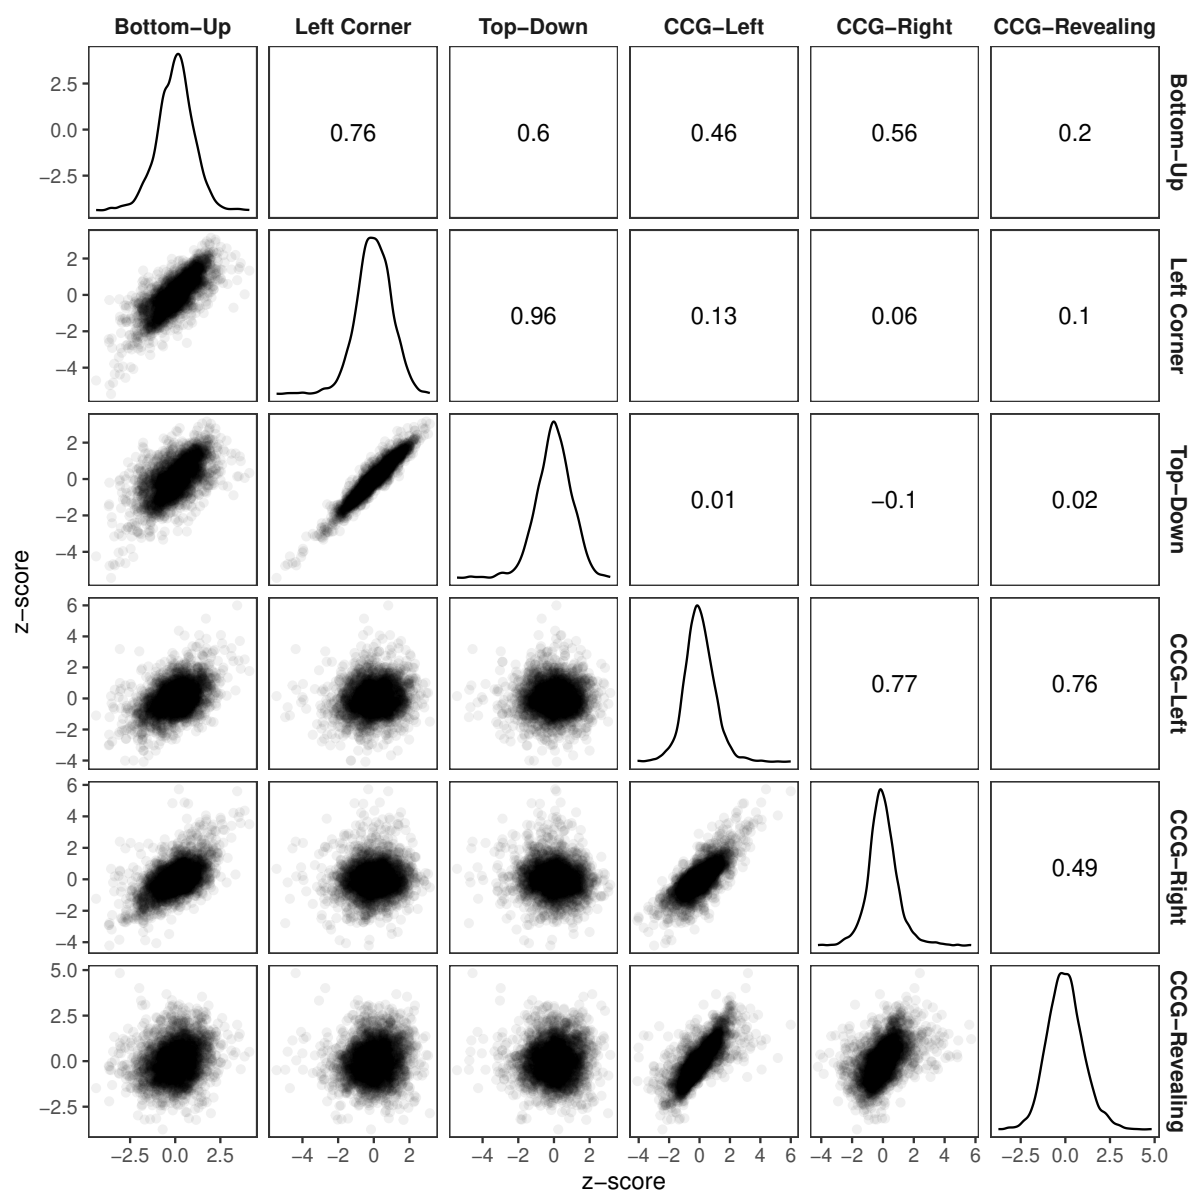 Bottom−Up Left Corner Top−Down CCG−Left CCG−Right CCG−Revealing
2.5
0.0
−2.5
0.76 0.6 0.46 0.56 0.2
Bottom−Up
2
0
−2
−4
0.96 0.13 0.06 0.1
Left Corner
2
0
−2
−4
0.01 −0.1 0.02
Top−Down
z−score
6
4
2
0
−2
−4
0.77 0.76
CCG−Left
6
4
2
0
−2
−4
0.49
CCG−Right
5.0
2.5
0.0
−2.5
CCG−Revealing
−2.5 0.0 2.5 −4 −2 0 2 −4 −2 0 2 −4 −2 0 2 4 6 −4 −2 0 2 4 6 −2.5 0.0 2.5 5.0
z−score